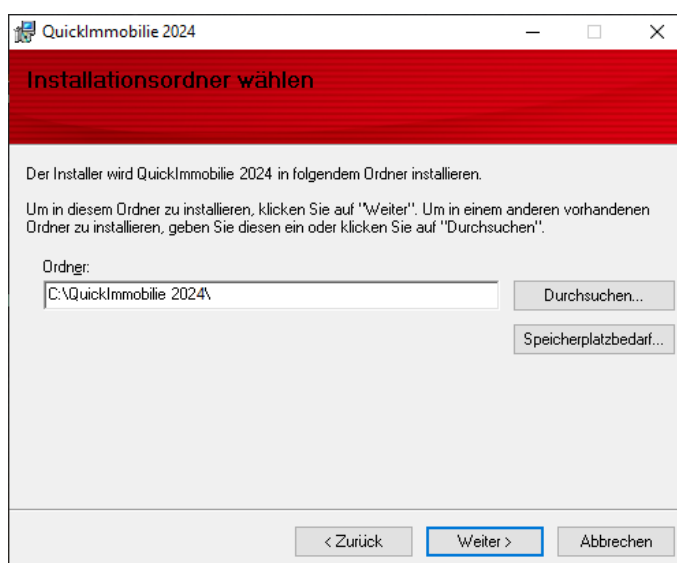 QuickImmobilie 2024
Installationsordner wählen
Der Installer wird QuickImmobilie 2024 in folgendem Ordner installieren.
Um in diesem Ordner zu installieren, klicken Sie auf "Weiter". Um in einem anderen vorhandenen
Ordner zu installieren, geben Sie diesen ein oder klicken Sie auf "Durchsuchen".
Ordner:
C:\QuickImmobilie 2024\
Durchsuchen...
Speicherplatzbedarf...
< Zurück
Weiter >
Abbrechen